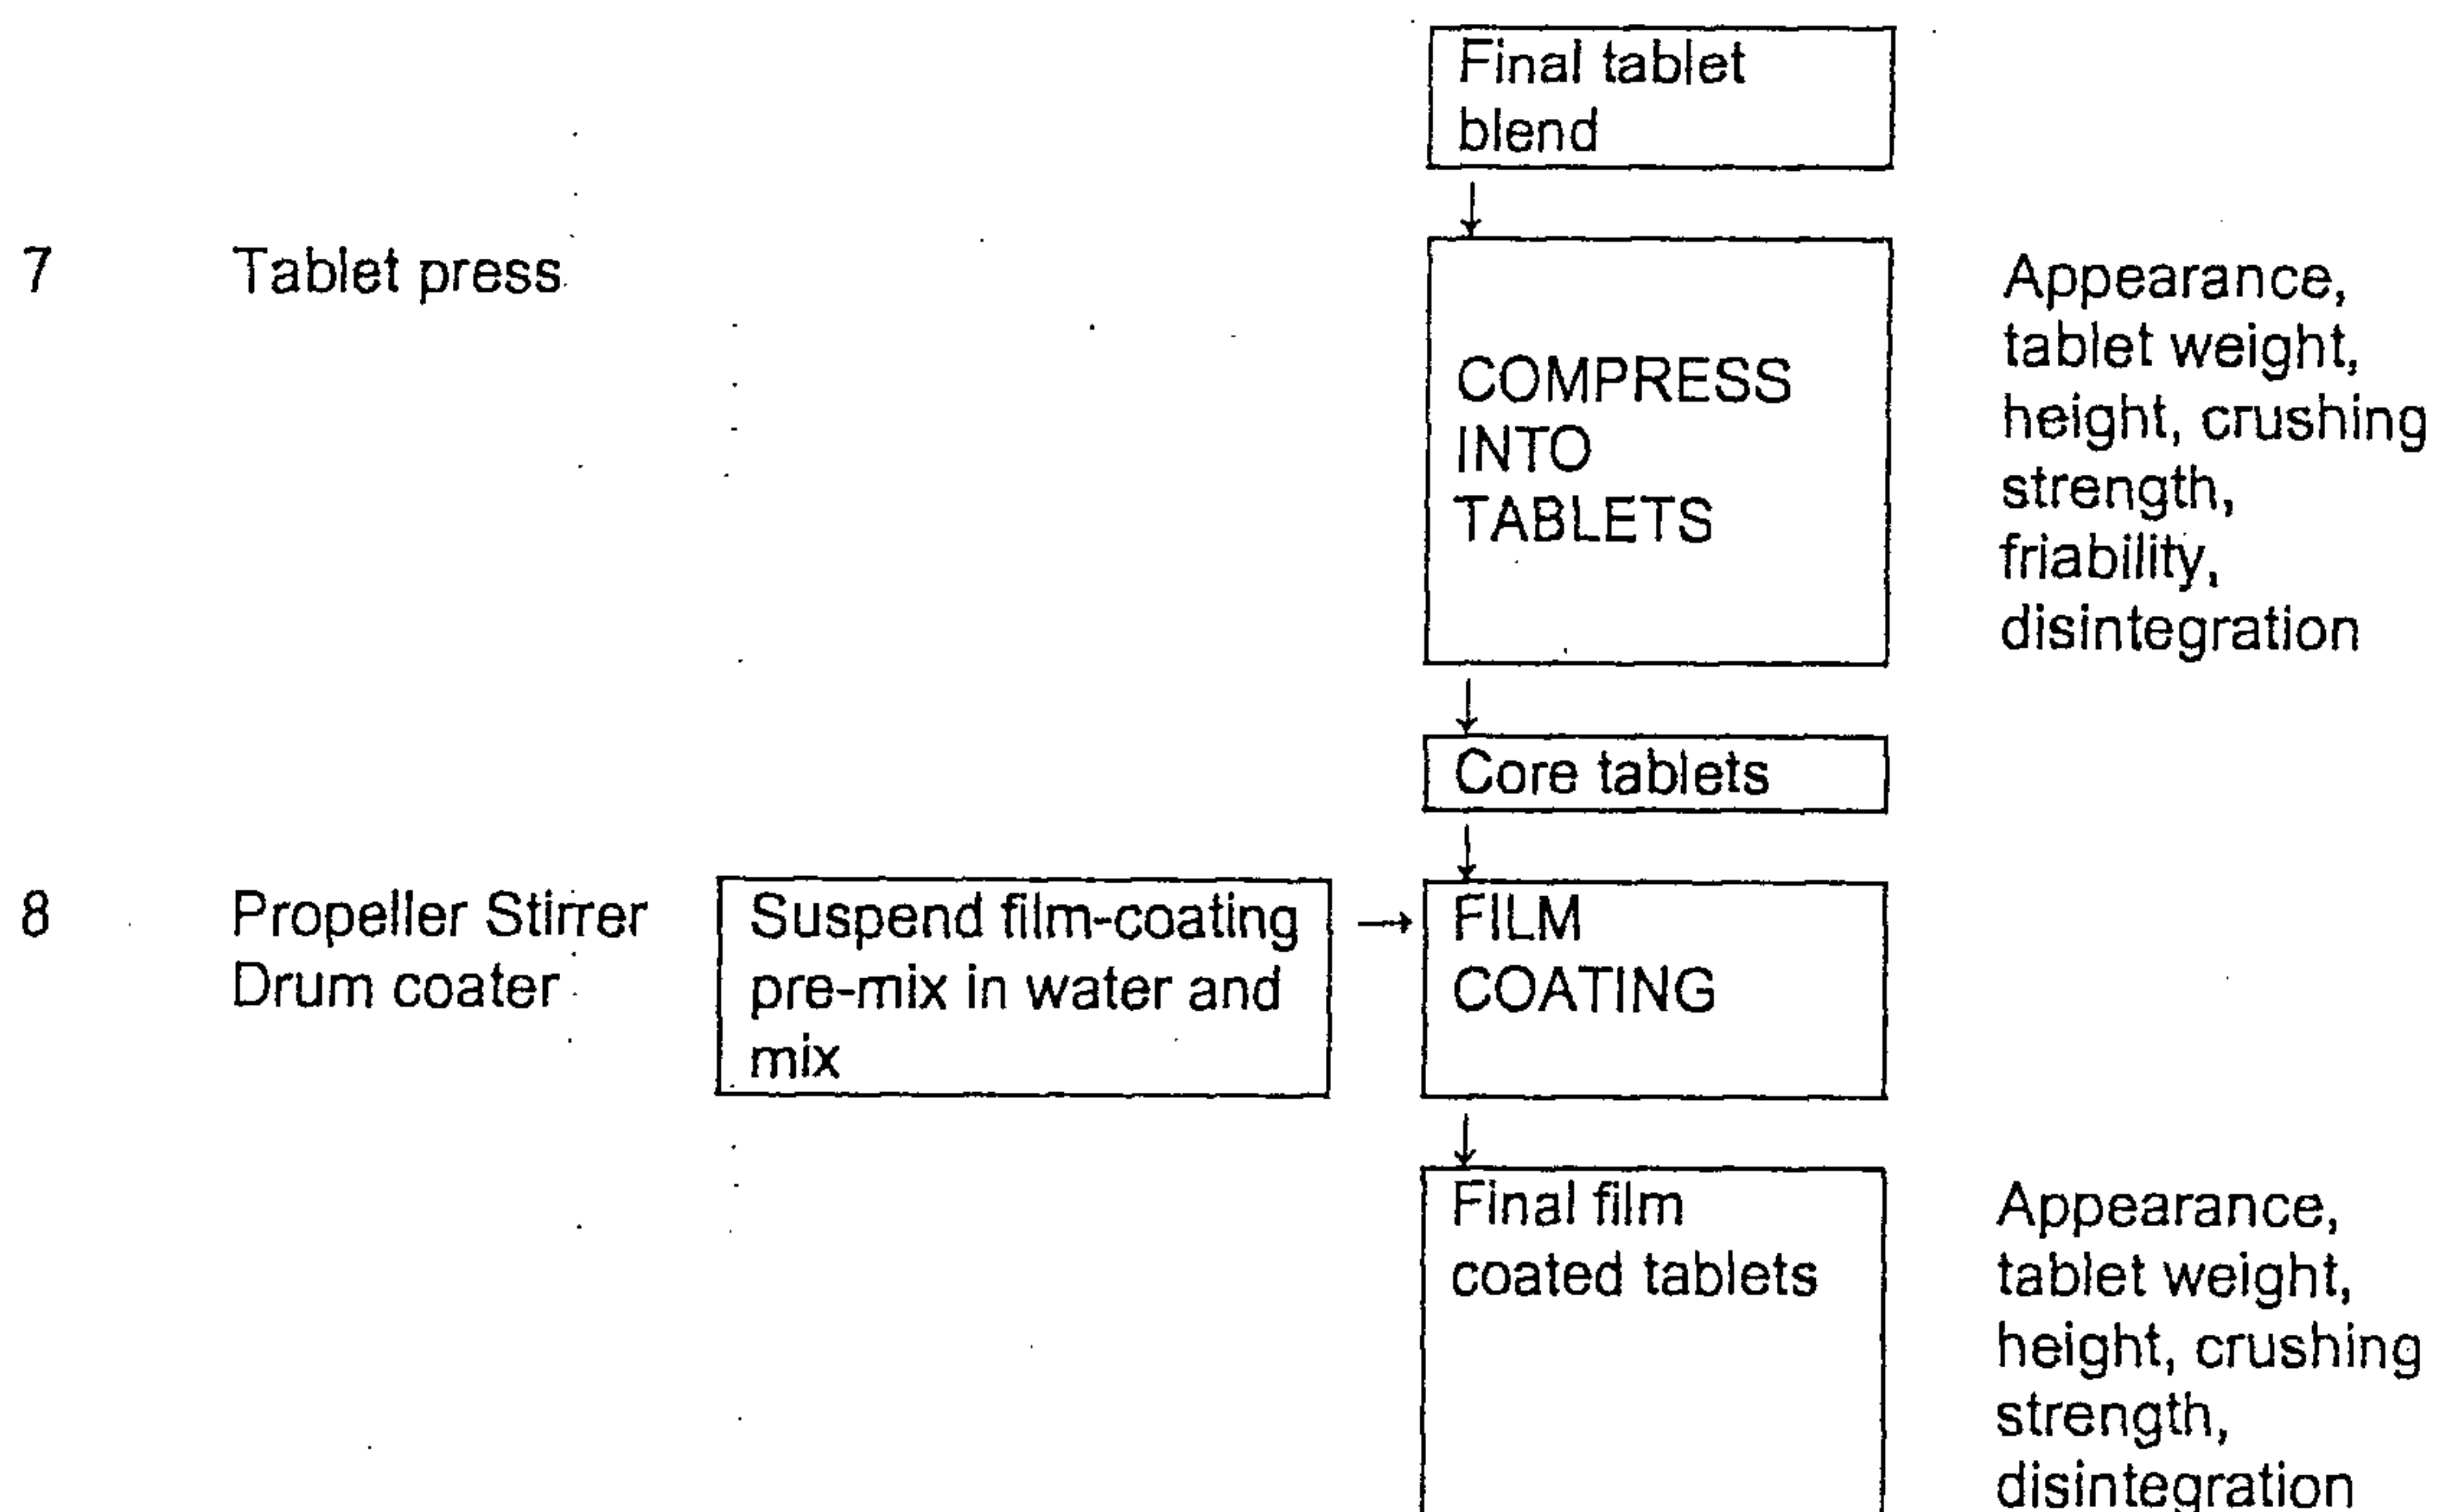 Final tablet
blend
7
Tablet press
COMPRESS
INTO
TABLETS
Appearance,
tablet weight,
height, crushing
strength,
friability,
disintegration
Core tablets
8
Propeller Stirrer
Drum coater
Suspend film-coating
pre-mix in water and
mix
FILM
COATING
Final film
coated tablets
Appearance,
tablet weight,
height, crushing
strength,
disintegration